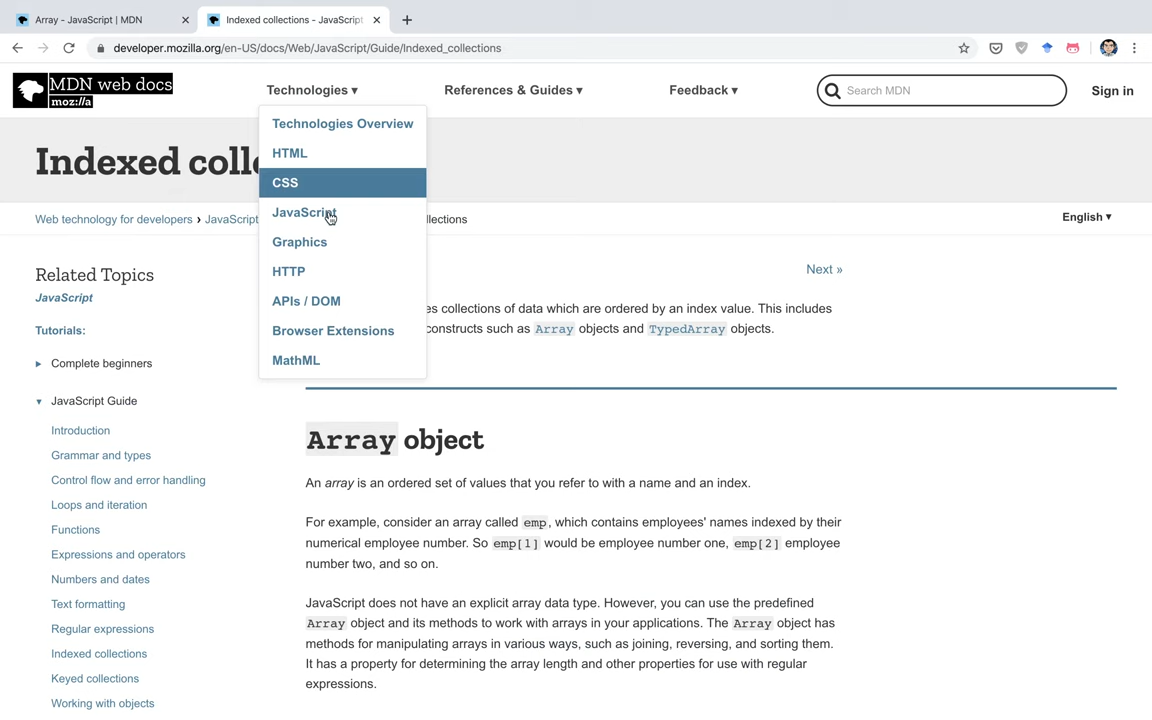 Array - JavaScript | MDN
Indexed collections - JavaScript
developer.mozilla.org/en-US/docs/Web/JavaScript/Guide/Indexed_collections
MDN web docs
moz://a
Technologies ▾
References & Guides ▾
Feedback ▾
Search MDN
Sign in
Technologies Overview
HTML
CSS
JavaScript
Graphics
HTTP
APIs / DOM
Browser Extensions
MathML
Indexed colle
Web technology for developers › JavaScript
llections
English ▾
Related Topics
JavaScript
Tutorials:
▸ Complete beginners
▾ JavaScript Guide
Introduction
Grammar and types
Control flow and error handling
Loops and iteration
Functions
Expressions and operators
Numbers and dates
Text formatting
Regular expressions
Indexed collections
Keyed collections
Working with objects
Next »
es collections of data which are ordered by an index value. This includes
constructs such as Array objects and TypedArray objects.
Array object
An array is an ordered set of values that you refer to with a name and an index.
For example, consider an array called emp, which contains employees' names indexed by their
numerical employee number. So emp[1] would be employee number one, emp[2] employee
number two, and so on.
JavaScript does not have an explicit array data type. However, you can use the predefined
Array object and its methods to work with arrays in your applications. The Array object has
methods for manipulating arrays in various ways, such as joining, reversing, and sorting them.
It has a property for determining the array length and other properties for use with regular
expressions.